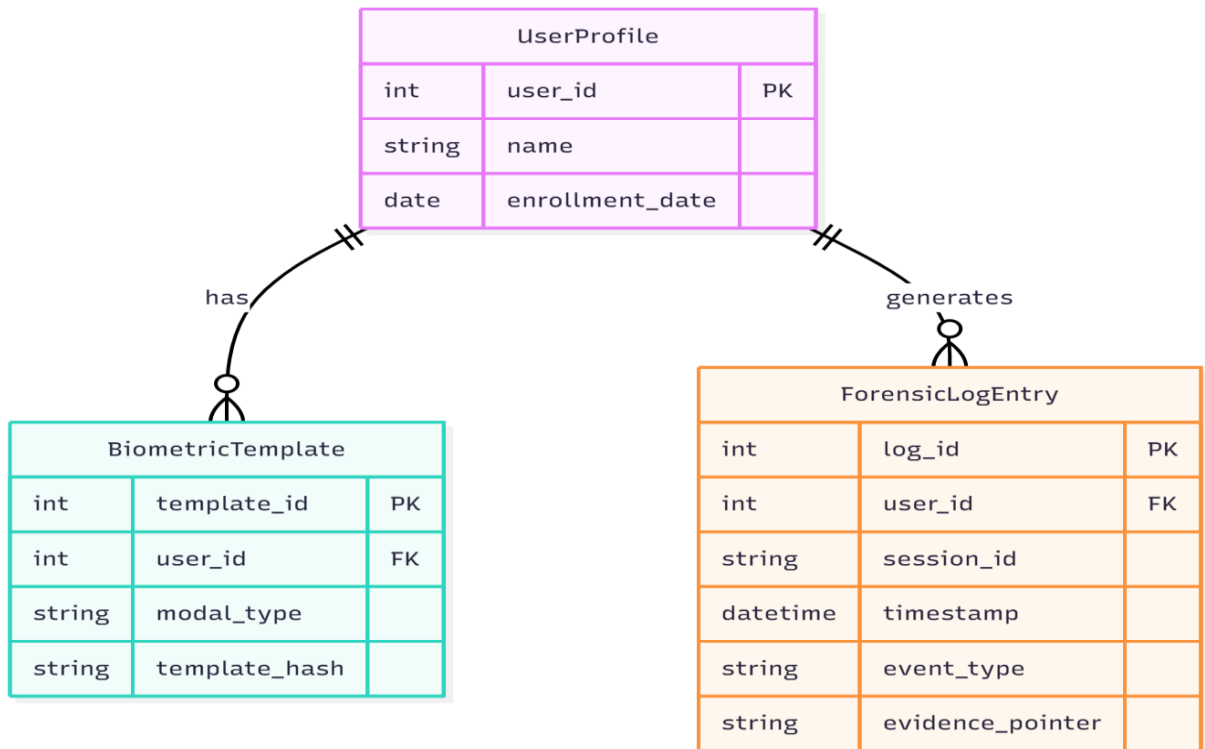 UserProfile
int user_id PK
string name
date enrollment_date
has
generates
BiometricTemplate
int template_id PK
int user_id FK
string modal_type
string template_hash
ForensicLogEntry
int log_id PK
int user_id FK
string session_id
datetime timestamp
string event_type
string evidence_pointer